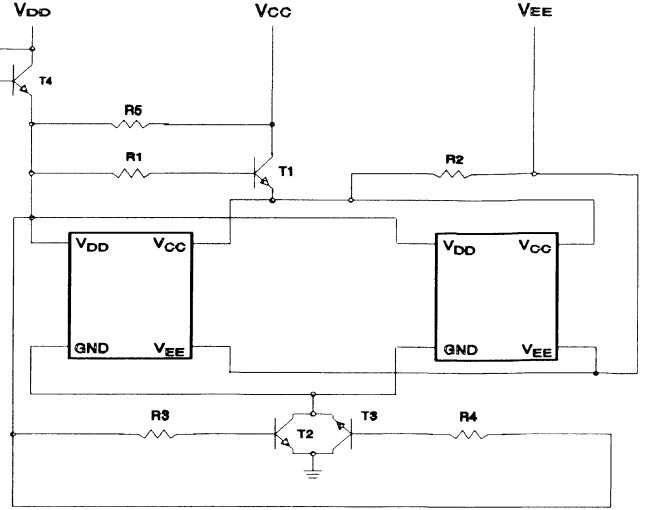 VDD VCC VEE
T4
R5
R1 T1 R2
VDD VCC VDD VCC
GND VEE GND VEE
R3 T2 T3 R4